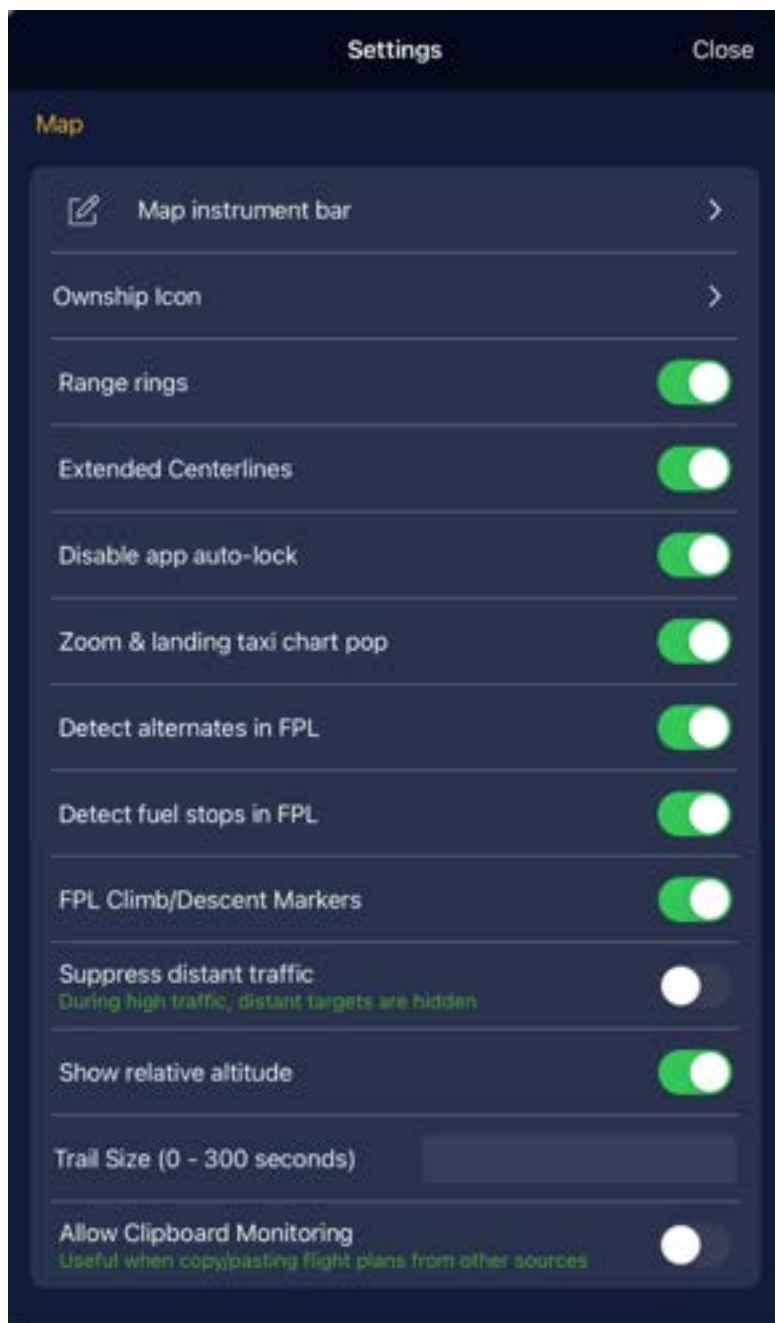 Settings
Close
Map
Map instrument bar
Ownship Icon
Range rings
Extended Centerlines
Disable app auto-lock
Zoom & landing taxi chart pop
Detect alternates in FPL
Detect fuel stops in FPL
FPL Climb/Descent Markers
Suppress distant traffic
During high traffic, distant targets are hidden
Show relative altitude
Trail Size (0 - 300 seconds)
Allow Clipboard Monitoring
Useful when copy/pasting flight plans from other sources